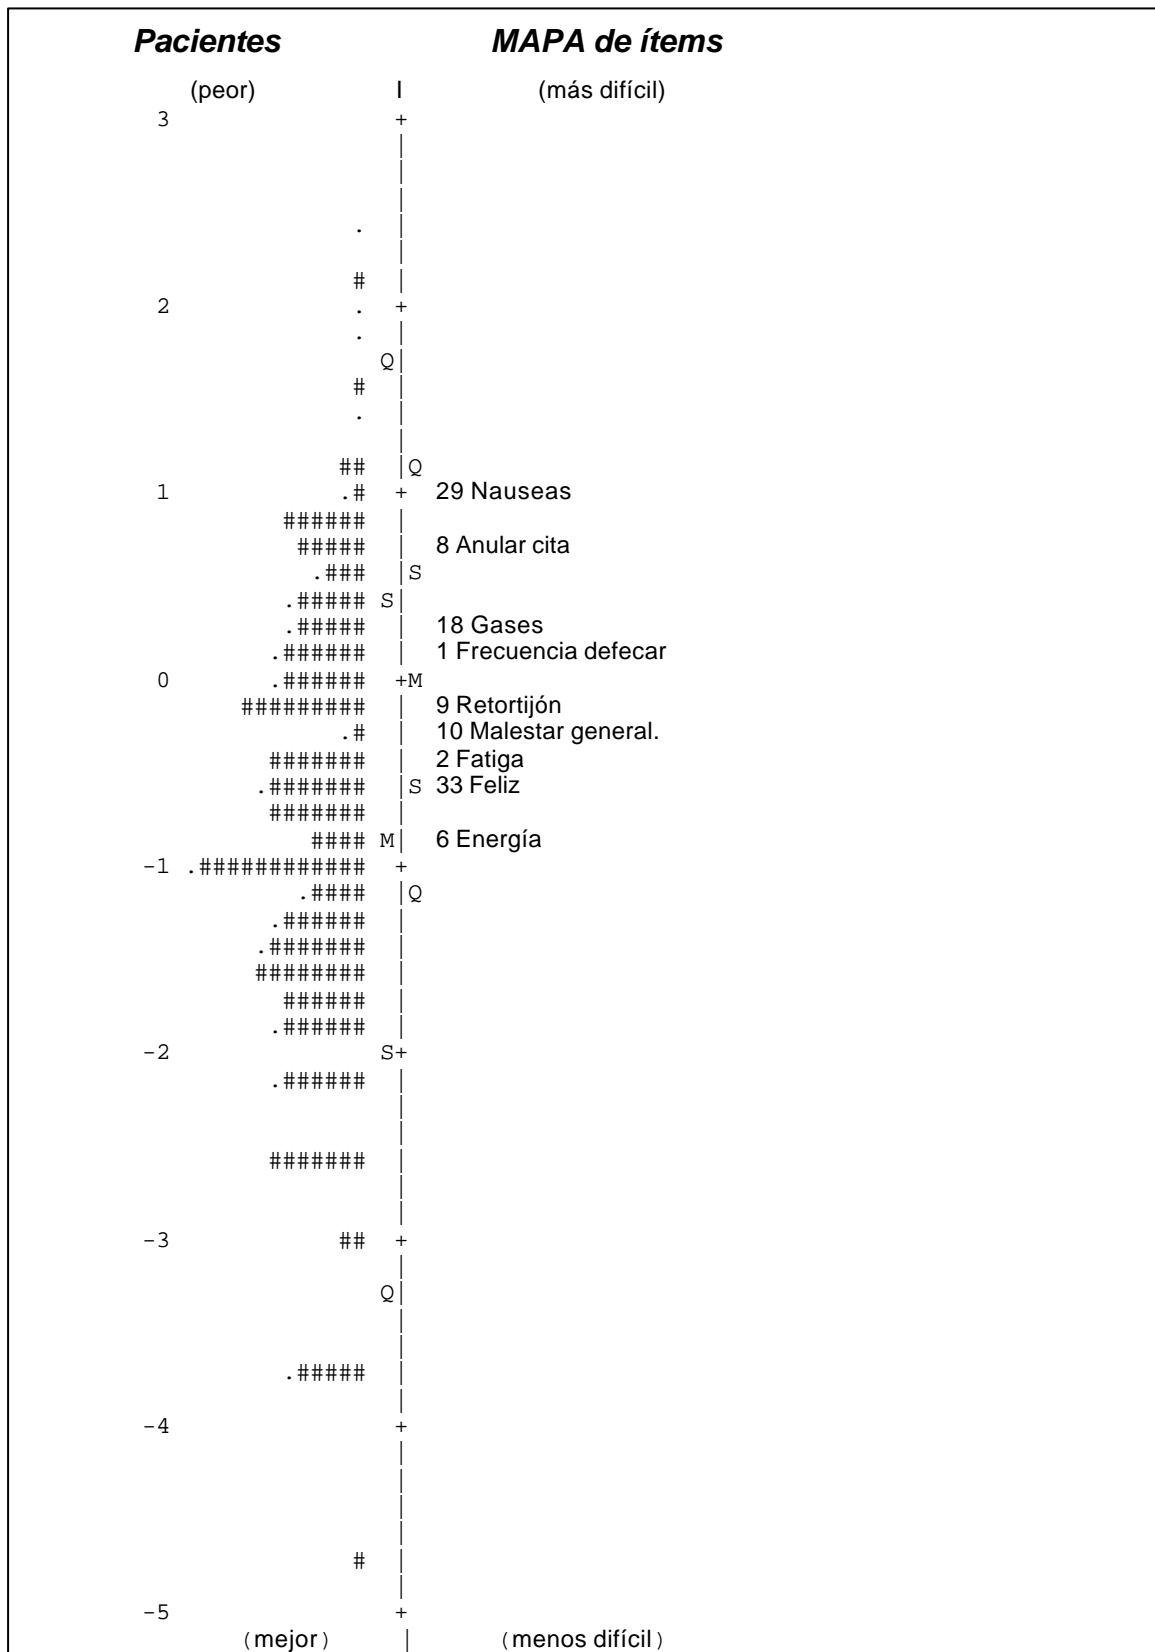 Pacientes MAPA de ítems
(peor) I (más difícil)
3 +
|
|
|
. |
|
# |
2 . +
. |
Q|
# |
. |
|
## |Q
1 .# + 29 Nauseas
###### |
##### | 8 Anular cita
.### |S
.##### S|
.##### | 18 Gases
.###### | 1 Frecuencia defecar
0 .###### +M
######### | 9 Retortijón
.# | 10 Malestar general.
####### | 2 Fatiga
.####### |S 33 Feliz
####### |
#### M| 6 Energía
-1 .############ +
.#### |Q
.###### |
.####### |
######## |
###### |
.###### |
-2 S+
.###### |
|
|
####### |
|
|
-3 ## +
|
Q|
|
|
.##### |
|
-4 +
|
|
|
|
# |
|
-5 +
(mejor) | (menos difícil)